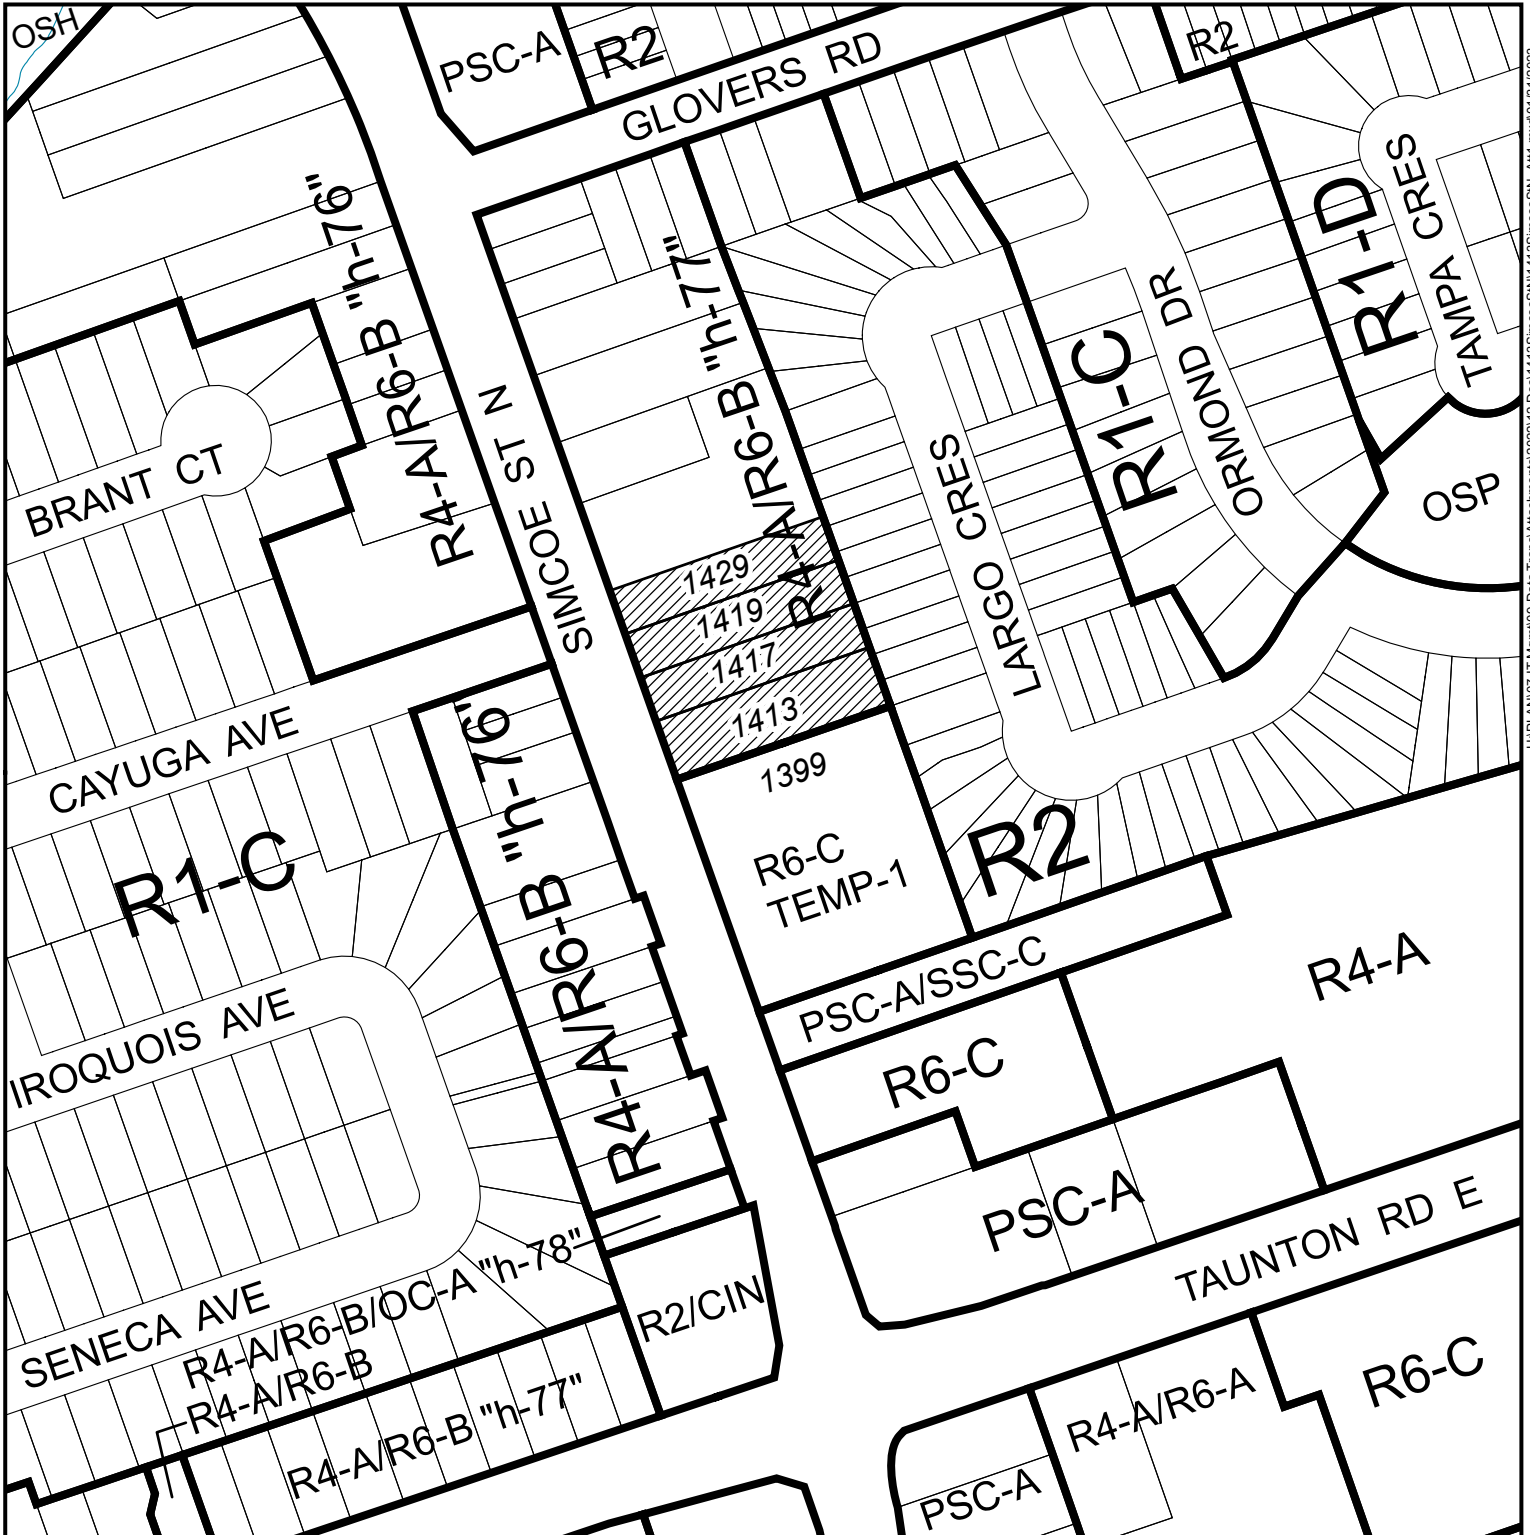 OSH
PSC-A
R2
GLOVERS RD
R2
R4-A/R6-B "h-76"
R4-A/R6-B "h-77"
R1-D
TAMPA CRES
R1-C
ORMOND DR
OSP
BRANT CT
SIMCOE ST N
LARGO CRES
1429
1419
1417
1413
1399
CAYUGA AVE
R1-C
R4-A/R6-B "h-76"
R6-C
TEMP-1
R2
PSC-A/SSC-C
R4-A
IROQUOIS AVE
R6-C
PSC-A
TAUNTON RD E
SENECA AVE
R4-A/R6-B/OC-A "h-78"
R4-A/R6-B
R2/CIN
R4-A/R6-B "h-77"
R4-A/R6-A
R6-C
PSC-A